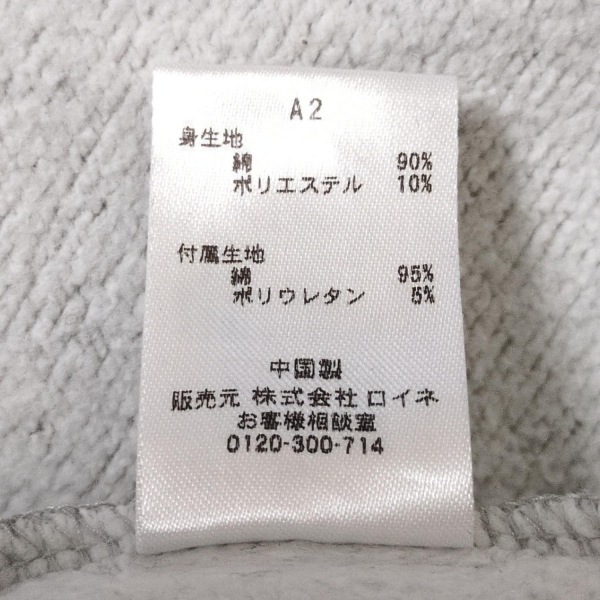 A2
身生地
綿 90%
ポリエステル 10%
付属生地
綿 95%
ポリウレタン 5%
中国製
販売元 株式会社 ロイネ
お客様相談室
0120-300-714